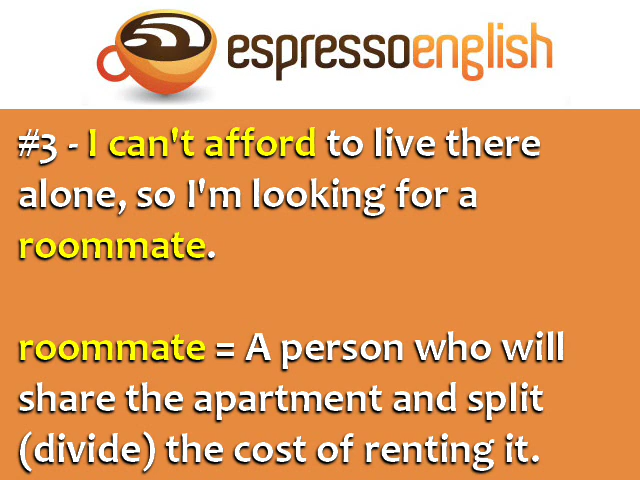 espressoenglish
#3 - I can't afford to live there
alone, so I'm looking for a
roommate.
roommate = A person who will
share the apartment and split
(divide) the cost of renting it.